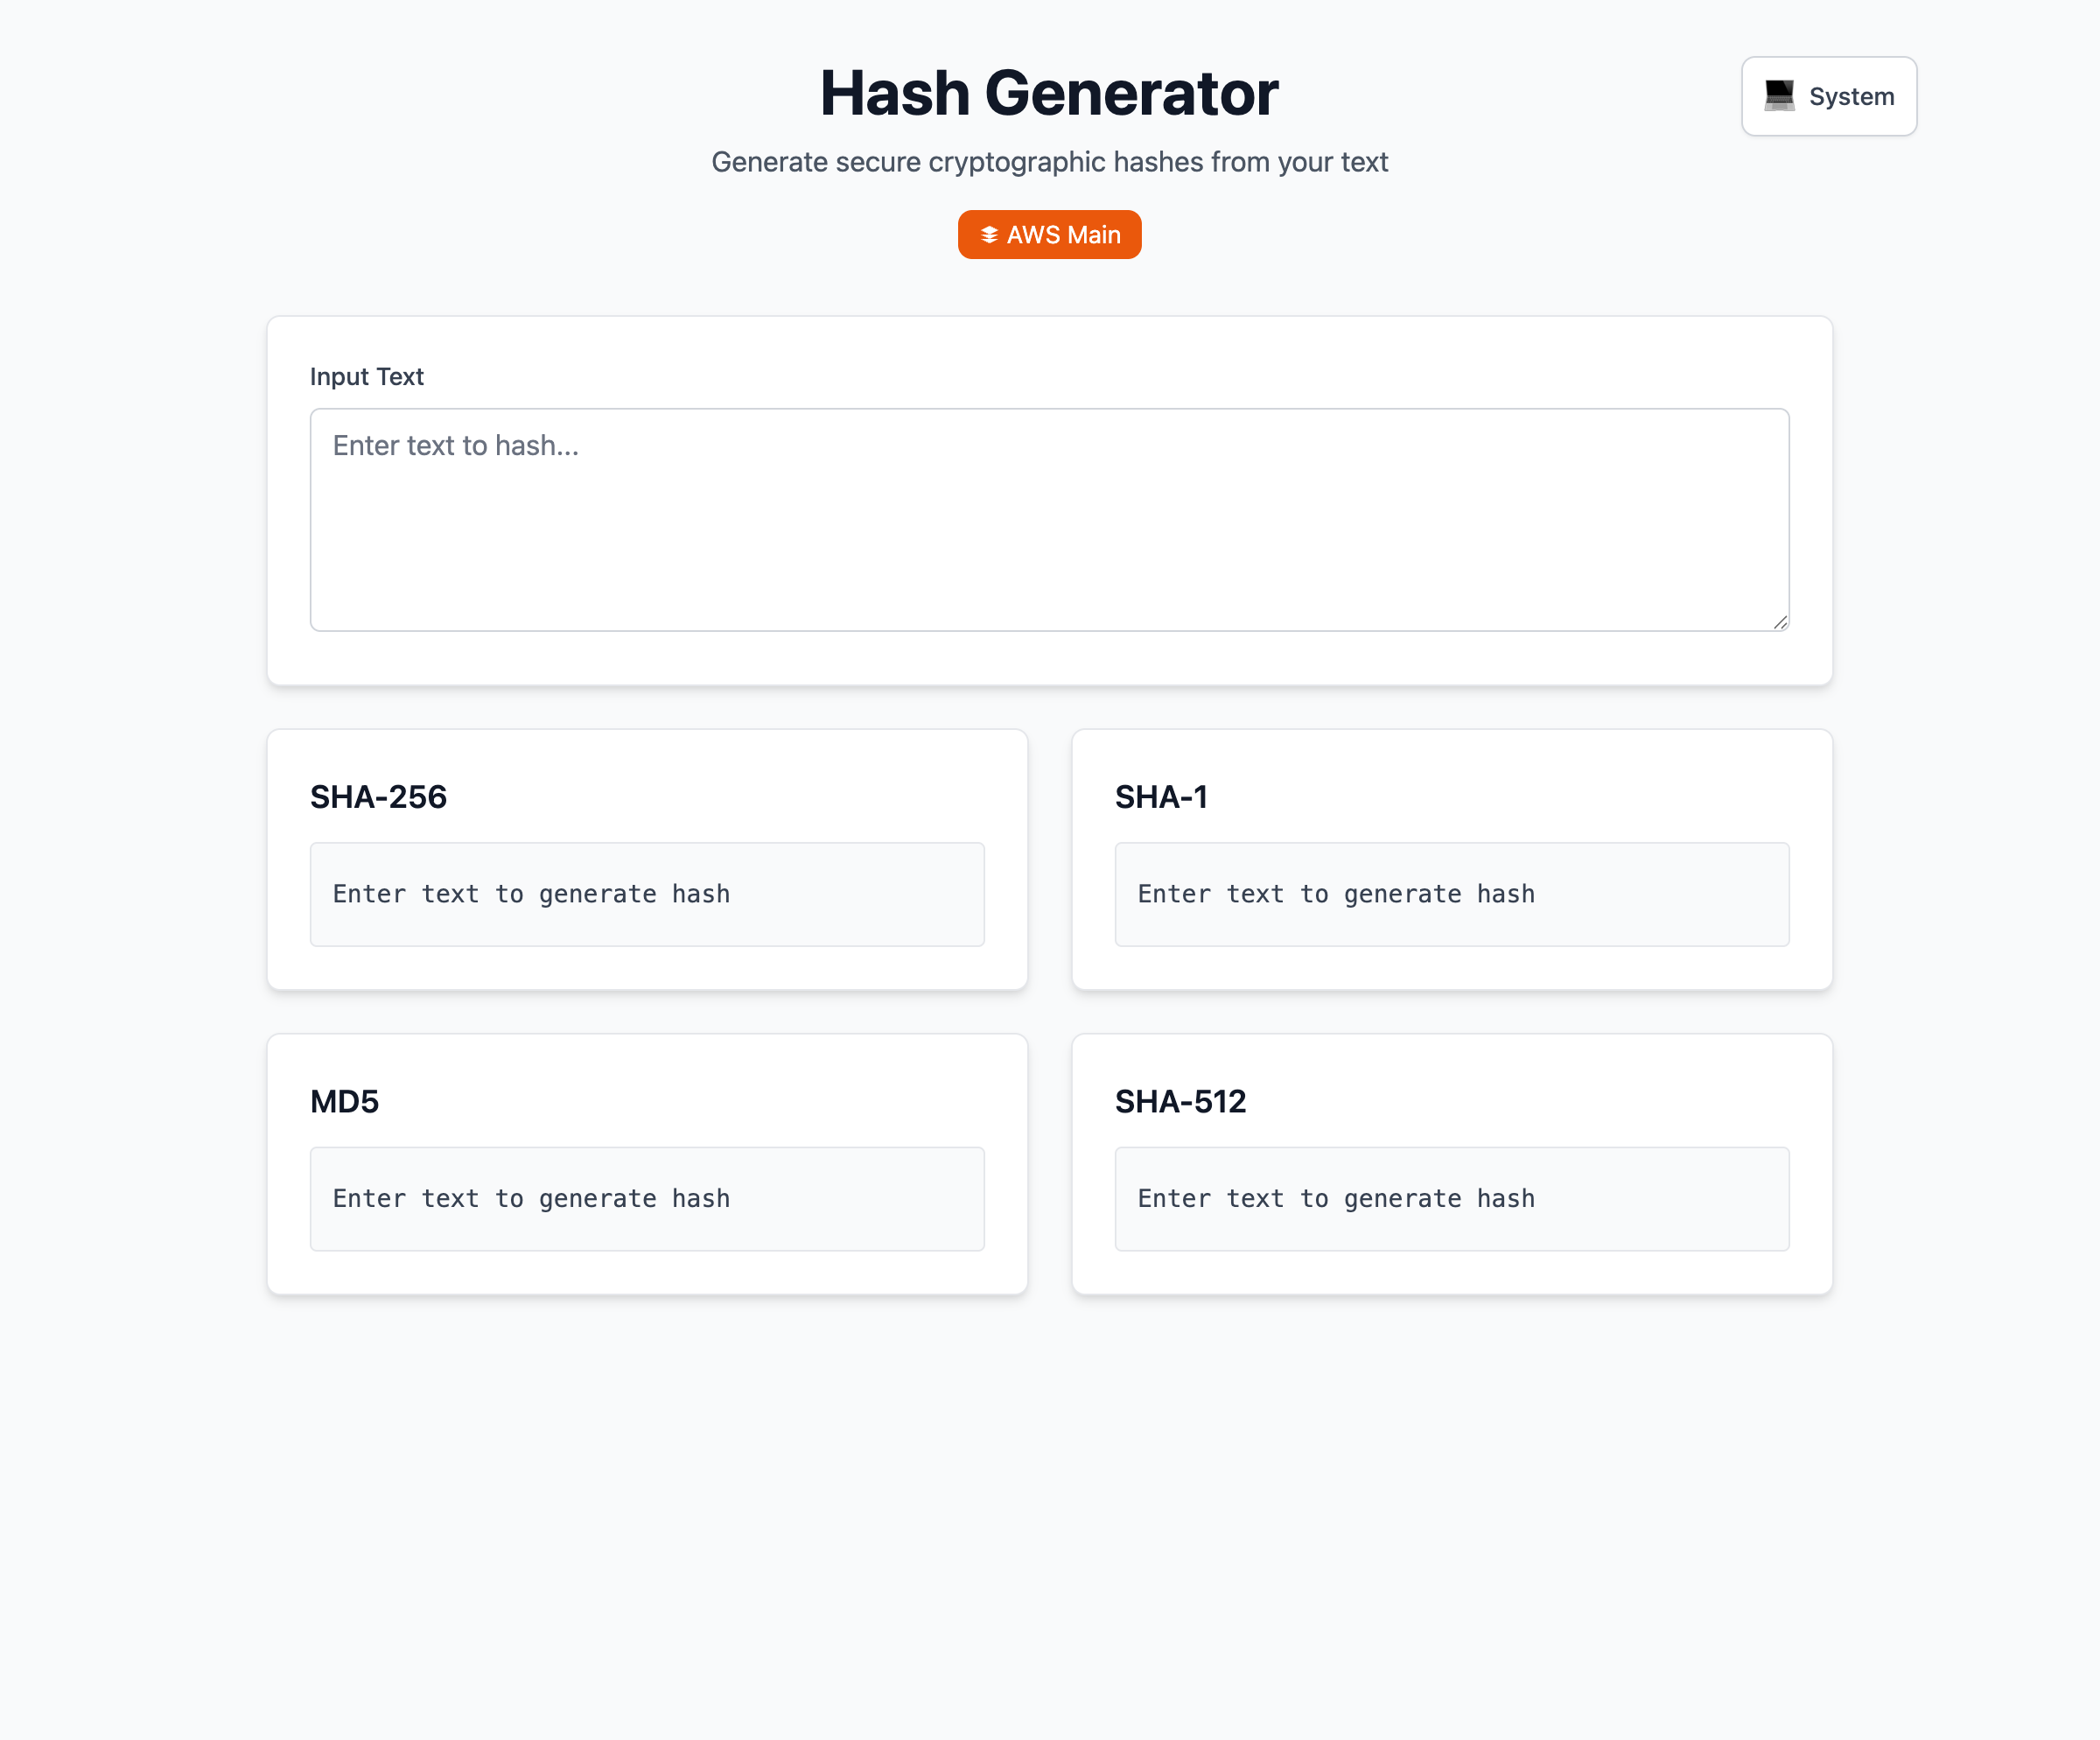 Hash Generator
System
Generate secure cryptographic hashes from your text
AWS Main
Input Text
Enter text to hash...
SHA-256
Enter text to generate hash
SHA-1
Enter text to generate hash
MD5
Enter text to generate hash
SHA-512
Enter text to generate hash